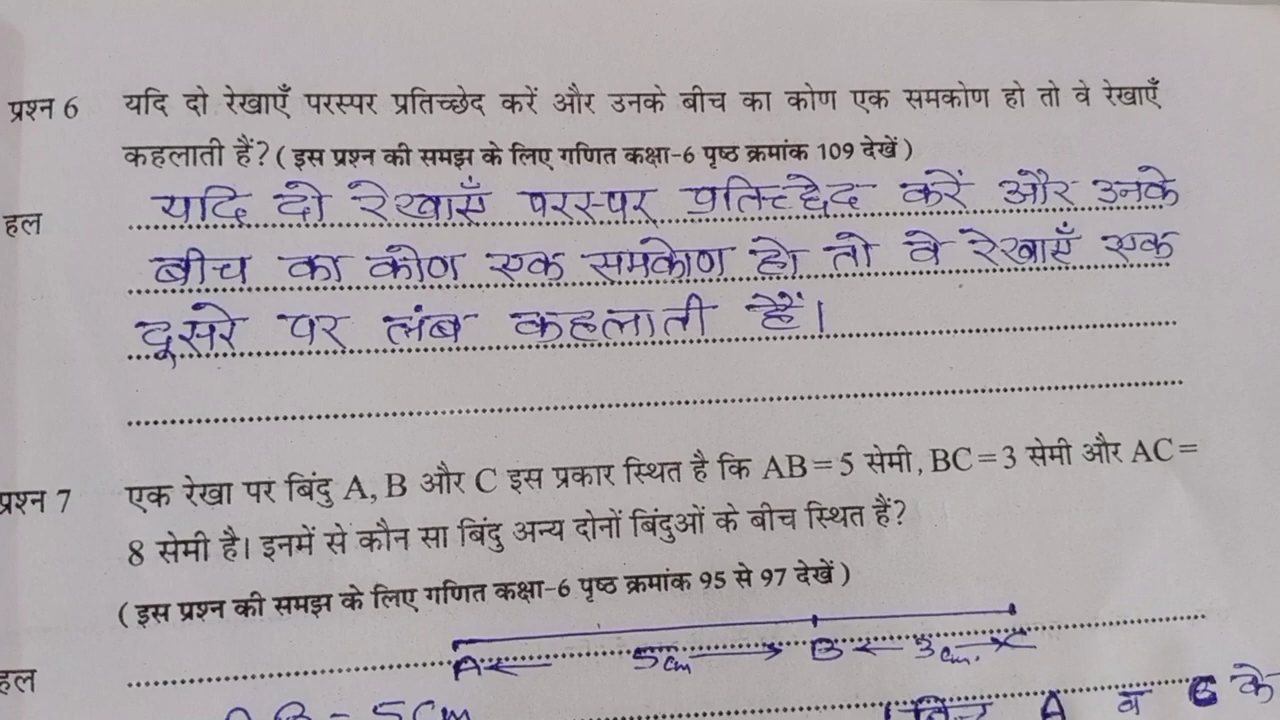 प्रश्न 6 यदि दो रेखाएँ परस्पर प्रतिच्छेद करें और उनके बीच का कोण एक समकोण हो तो वे रेखाएँ
कहलाती हैं? ( इस प्रश्न की समझ के लिए गणित कक्षा-6 पृष्ठ क्रमांक 109 देखें )
हल यदि दो रेखाएँ परस्पर प्रतिच्छेद करें और उनके
बीच का कोण एक समकोण हो तो वे रेखाएँ एक
दूसरे पर लंब कहलाती हैं।
प्रश्न 7 एक रेखा पर बिंदु A, B और C इस प्रकार स्थित है कि AB=5 सेमी, BC=3 सेमी और AC=
8 सेमी है। इनमें से कौन सा बिंदु अन्य दोनों बिंदुओं के बीच स्थित हैं?
( इस प्रश्न की समझ के लिए गणित कक्षा-6 पृष्ठ क्रमांक 95 से 97 देखें )
हल A 5cm B 3cm.
AB = 5cm A व के